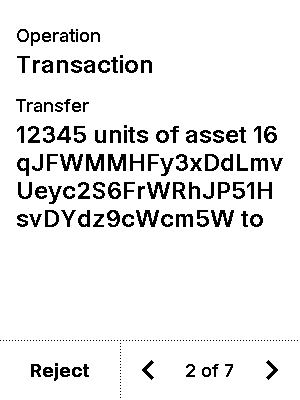 Operation
Transaction
Transfer
12345 units of asset 16
qJFWMMHFy3xDdLmv
Ueyc2S6FrWRhJP51H
svDYdz9cWcm5W to
Reject
2 of 7